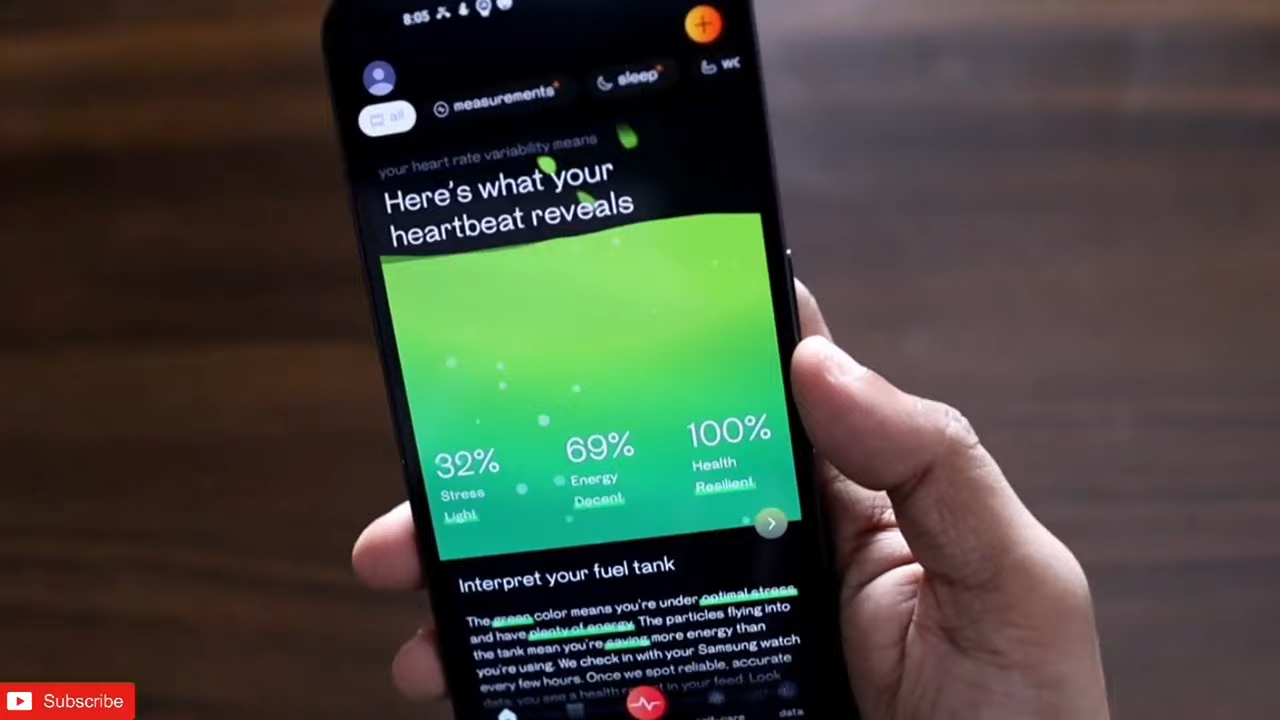 8:05
all
measurements
sleep
wo
your heart rate variability means
Here's what your
heartbeat reveals
32%
Stress
Light
69%
Energy
Decent
100%
Health
Resilient
Interpret your fuel tank
The green color means you're under optimal stress
and have plenty of energy. The particles flying into
the tank mean you're saving more energy than
you're using. We check in with your Samsung watch
every few hours. Once we spot reliable, accurate
data, you see a health in your feed. Look
data
Subscribe